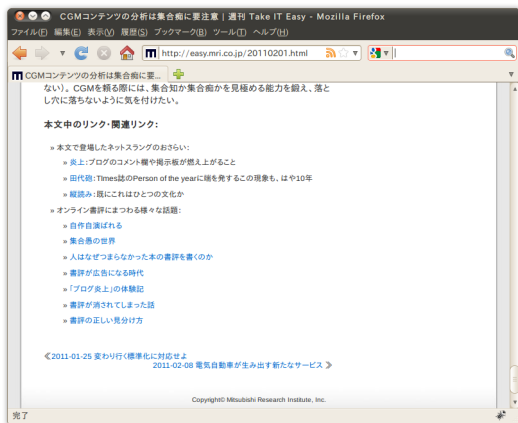 CGMコンテンツの分析は集合痴に要注意 | 週刊 Take IT Easy - Mozilla Firefox
ファイル(F) 編集(E) 表示(V) 履歴(S) ブックマーク(B) ツール(T) ヘルプ(H)
http://easy.mri.co.jp/20110201.html
CGMコンテンツの分析は集合痴に要...
ない）。CGMを頼る際には、集合知か集合痴かを見極める能力を鍛え、落と
し穴に落ちないように気を付けたい。
本文中のリンク・関連リンク:
» 本文で登場したネットスラングのおさらい:
» 炎上:ブログのコメント欄や掲示板が燃え上がること
» 田代砲:Times誌のPerson of the yearに端を発するこの現象も、はや10年
» 縦読み:既にこれはひとつの文化か
» オンライン書評にまつわる様々な話題:
» 自作自演ばれる
» 集合愚の世界
» 人はなぜつまらなかった本の書評を書くのか
» 書評が広告になる時代
» 「ブログ炎上」の体験記
» 書評が消されてしまった話
» 書評の正しい見分け方
≪2011-01-25 変わり行く標準化に対応せよ
2011-02-08 電気自動車が生み出す新たなサービス ≫
Copyright© Mitsubishi Research Institute, Inc.
完了